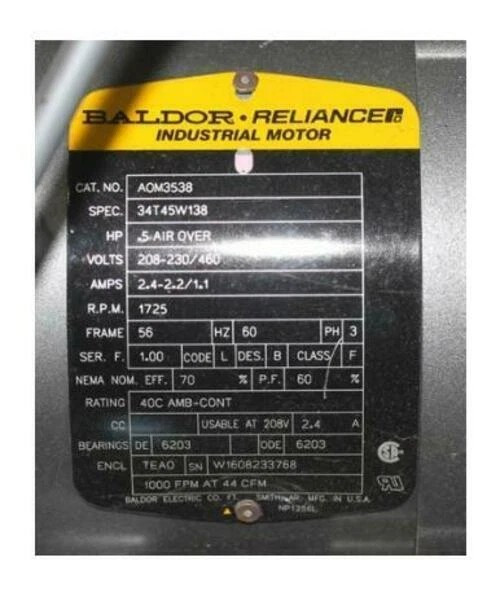 BALDOR • RELIANCE
INDUSTRIAL MOTOR
CAT. NO. AOM3538
SPEC. 34T45W138
HP .5 AIR OVER
VOLTS 208-230/460
AMPS 2.4-2.2/1.1
R.P.M. 1725
FRAME 56 HZ 60 PH 3
SER. F. 1.00 CODE L DES. B CLASS F
NEMA NOM. EFF. 70 % P.F. 60 %
RATING 40C AMB-CONT
CC USABLE AT 208V 2.4 A
BEARINGS DE 6203 ODE 6203
ENCL TEAO SN W1608233768
1000 FPM AT 44 CFM
BALDOR ELECTRIC CO. FT. SMITH, AR. MFG. IN U.S.A.
NP1256L